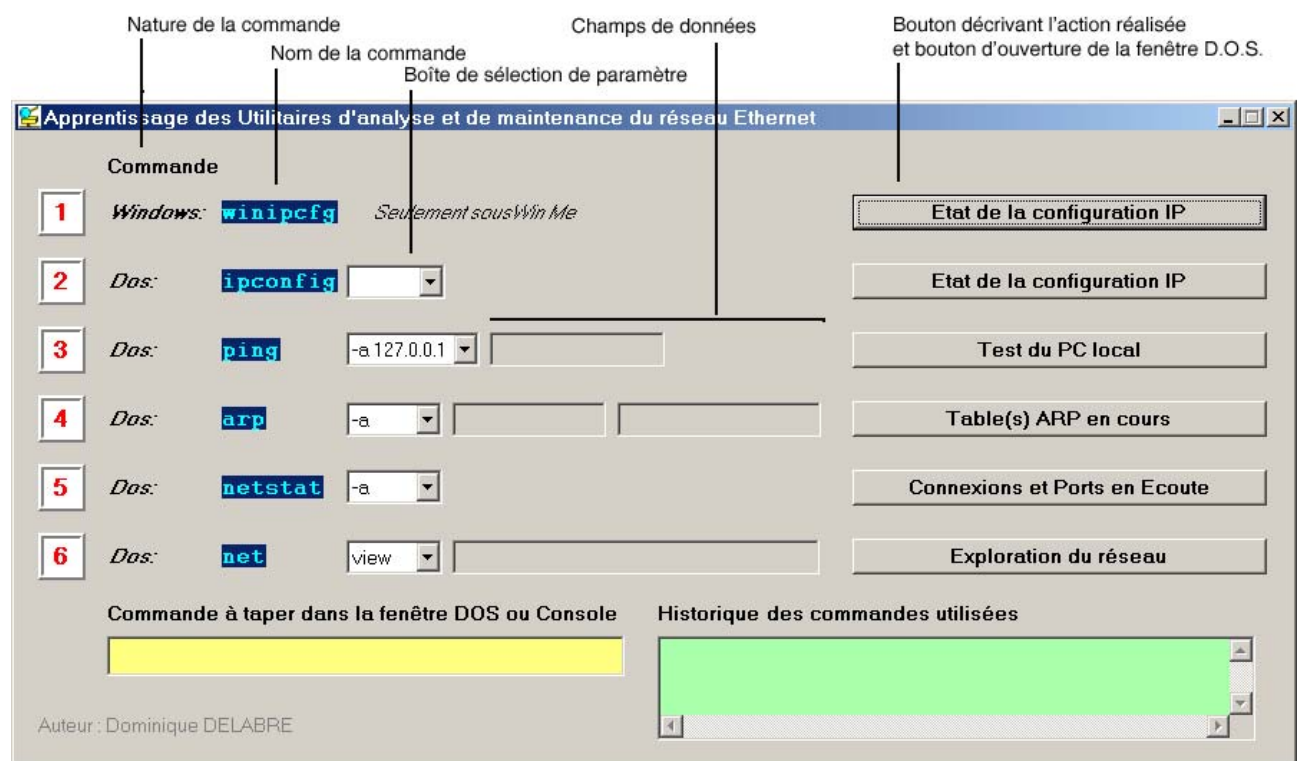 Nature de la commande
Nom de la commande
Boîte de sélection de paramètre
Champs de données
Bouton décrivant l'action réalisée
et bouton d'ouverture de la fenêtre D.O.S.
Apprentissage des Utilitaires d'analyse et de maintenance du réseau Ethernet
Commande
1 Windows: winipcfg Seulement sousWin Me Etat de la configuration IP
2 Dos: ipconfig Etat de la configuration IP
3 Dos: ping -a 127.0.0.1 Test du PC local
4 Dos: arp -a Table(s) ARP en cours
5 Dos: netstat -a Connexions et Ports en Ecoute
6 Dos: net view Exploration du réseau
Commande à taper dans la fenêtre DOS ou Console
Historique des commandes utilisées
Auteur : Dominique DELABRE